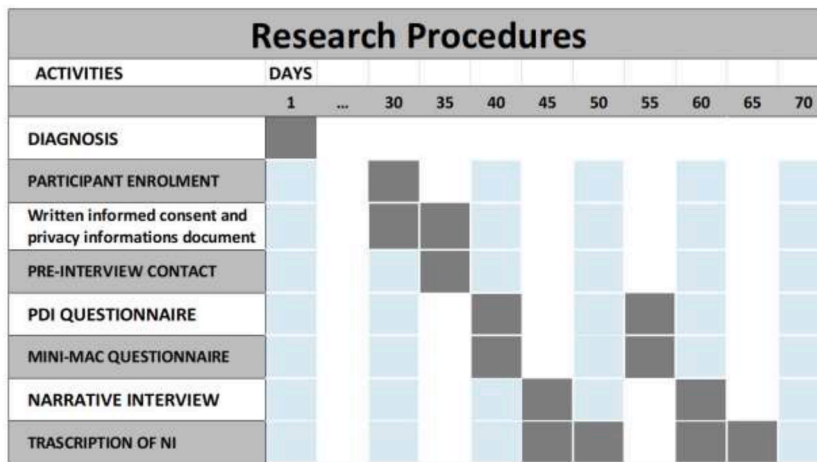 Research Procedures
ACTIVITIES DAYS
1 ... 30 35 40 45 50 55 60 65 70
DIAGNOSIS
PARTICIPANT ENROLMENT
Written informed consent and
privacy informations document
PRE-INTERVIEW CONTACT
PDI QUESTIONNAIRE
MINI-MAC QUESTIONNAIRE
NARRATIVE INTERVIEW
TRASCRIPTION OF NI